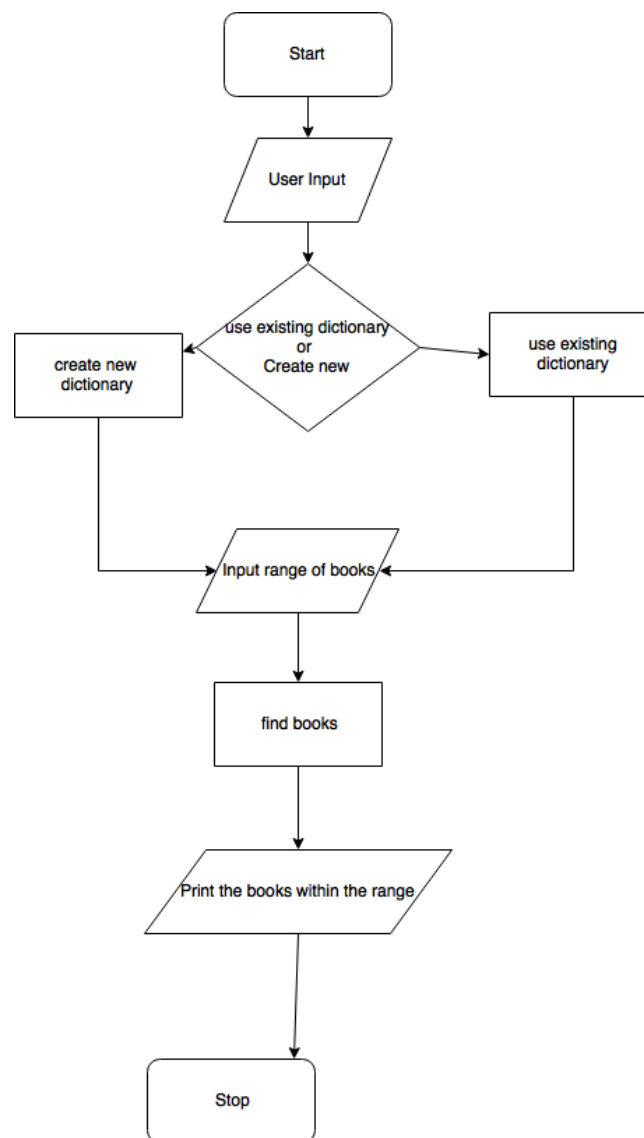 Start
User Input
use existing dictionary
or
Create new
create new
dictionary
use existing
dictionary
Input range of books
find books
Print the books within the range
Stop